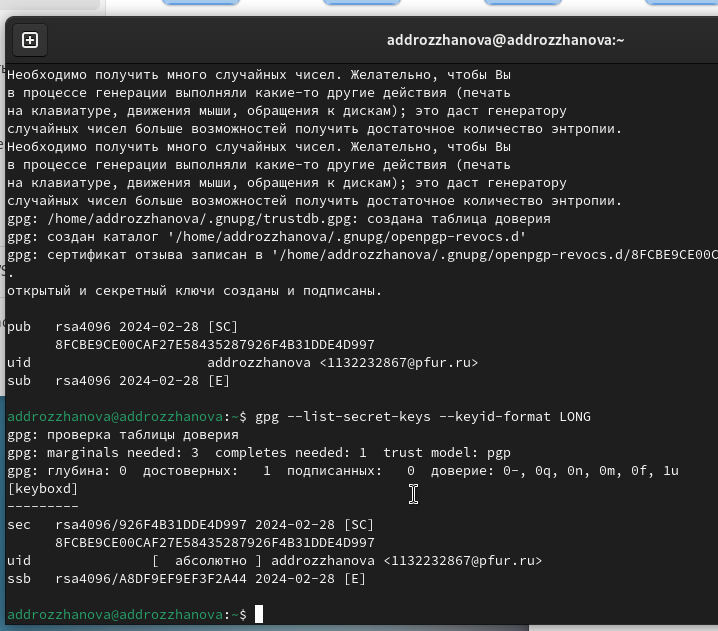 addrozzhanova@addrozzhanova:~
Необходимо получить много случайных чисел. Желательно, чтобы Вы
в процессе генерации выполняли какие-то другие действия (печать
на клавиатуре, движения мыши, обращения к дискам); это даст генератору
случайных чисел больше возможностей получить достаточное количество энтропии.
Необходимо получить много случайных чисел. Желательно, чтобы Вы
в процессе генерации выполняли какие-то другие действия (печать
на клавиатуре, движения мыши, обращения к дискам); это даст генератору
случайных чисел больше возможностей получить достаточное количество энтропии.
gpg: /home/addrozzhanova/.gnupg/trustdb.gpg: создана таблица доверия
gpg: создан каталог '/home/addrozzhanova/.gnupg/openpgp-revocs.d'
gpg: сертификат отзыва записан в '/home/addrozzhanova/.gnupg/openpgp-revocs.d/8FCBE9CE00C
.
открытый и секретный ключи созданы и подписаны.
pub   rsa4096 2024-02-28 [SC]
      8FCBE9CE00CAF27E58435287926F4B31DDE4D997
uid                      addrozzhanova <1132232867@pfur.ru>
sub   rsa4096 2024-02-28 [E]
addrozzhanova@addrozzhanova:~$ gpg --list-secret-keys --keyid-format LONG
gpg: проверка таблицы доверия
gpg: marginals needed: 3  completes needed: 1  trust model: pgp
gpg: глубина: 0  достоверных:   1  подписанных:   0  доверие: 0-, 0q, 0n, 0m, 0f, 1u
[keyboxd]
---------
sec   rsa4096/926F4B31DDE4D997 2024-02-28 [SC]
      8FCBE9CE00CAF27E58435287926F4B31DDE4D997
uid               [  абсолютно ] addrozzhanova <1132232867@pfur.ru>
ssb   rsa4096/A8DF9EF9EF3F2A44 2024-02-28 [E]
addrozzhanova@addrozzhanova:~$